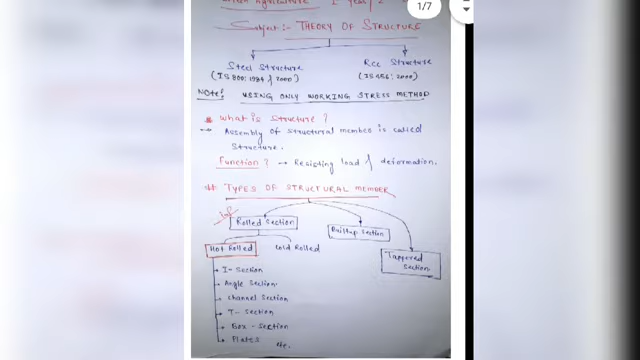 1/7
Subject :- THEORY OF STRUCTURE
Steel Structure
(IS 800:1984 / 2000)
Rcc Structure
(IS 456:2000)
Note:
USING ONLY WORKING STRESS METHOD
* What is structure ?
→ Assembly of structural member is called
Structure.
Function ? → Resisting load & deformation.
# TYPES OF STRUCTURAL MEMBER
Imp
Rolled Section
Builtup Section
Tappered
Section
Hot Rolled
Cold Rolled
I - Section
Angle Section
Channel Section
T - Section
Box - Section
Plates
etc.